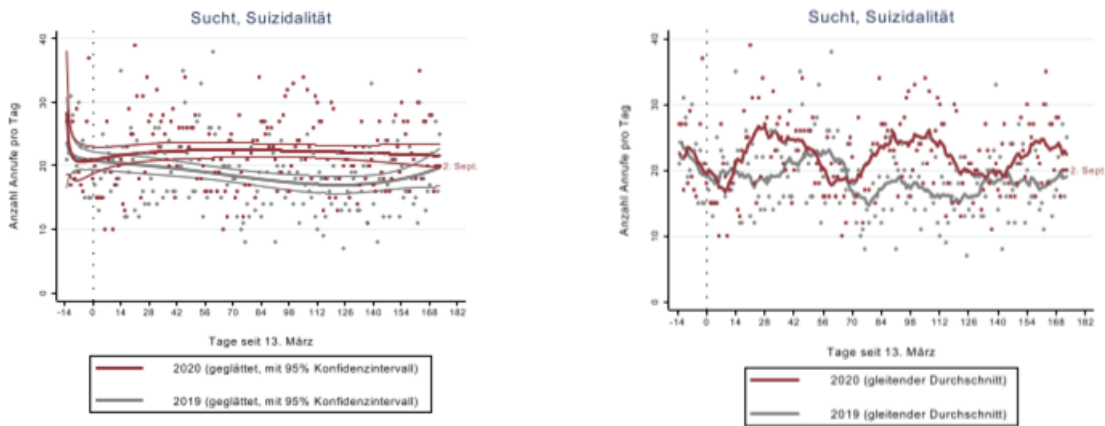 Sucht, Suizidalität
Anzahl Anrufe pro Tag
40
30
20
10
0
2. Sept.
-14 0 14 28 42 56 70 84 98 112 126 140 154 168 182
Tage seit 13. März
2020 (geglättet, mit 95% Konfidenzintervall)
2019 (geglättet, mit 95% Konfidenzintervall)
Sucht, Suizidalität
Anzahl Anrufe pro Tag
40
30
20
10
0
2. Sept.
-14 0 14 28 42 56 70 84 98 112 126 140 154 168 182
Tage seit 13. März
2020 (gleitender Durchschnitt)
2019 (gleitender Durchschnitt)